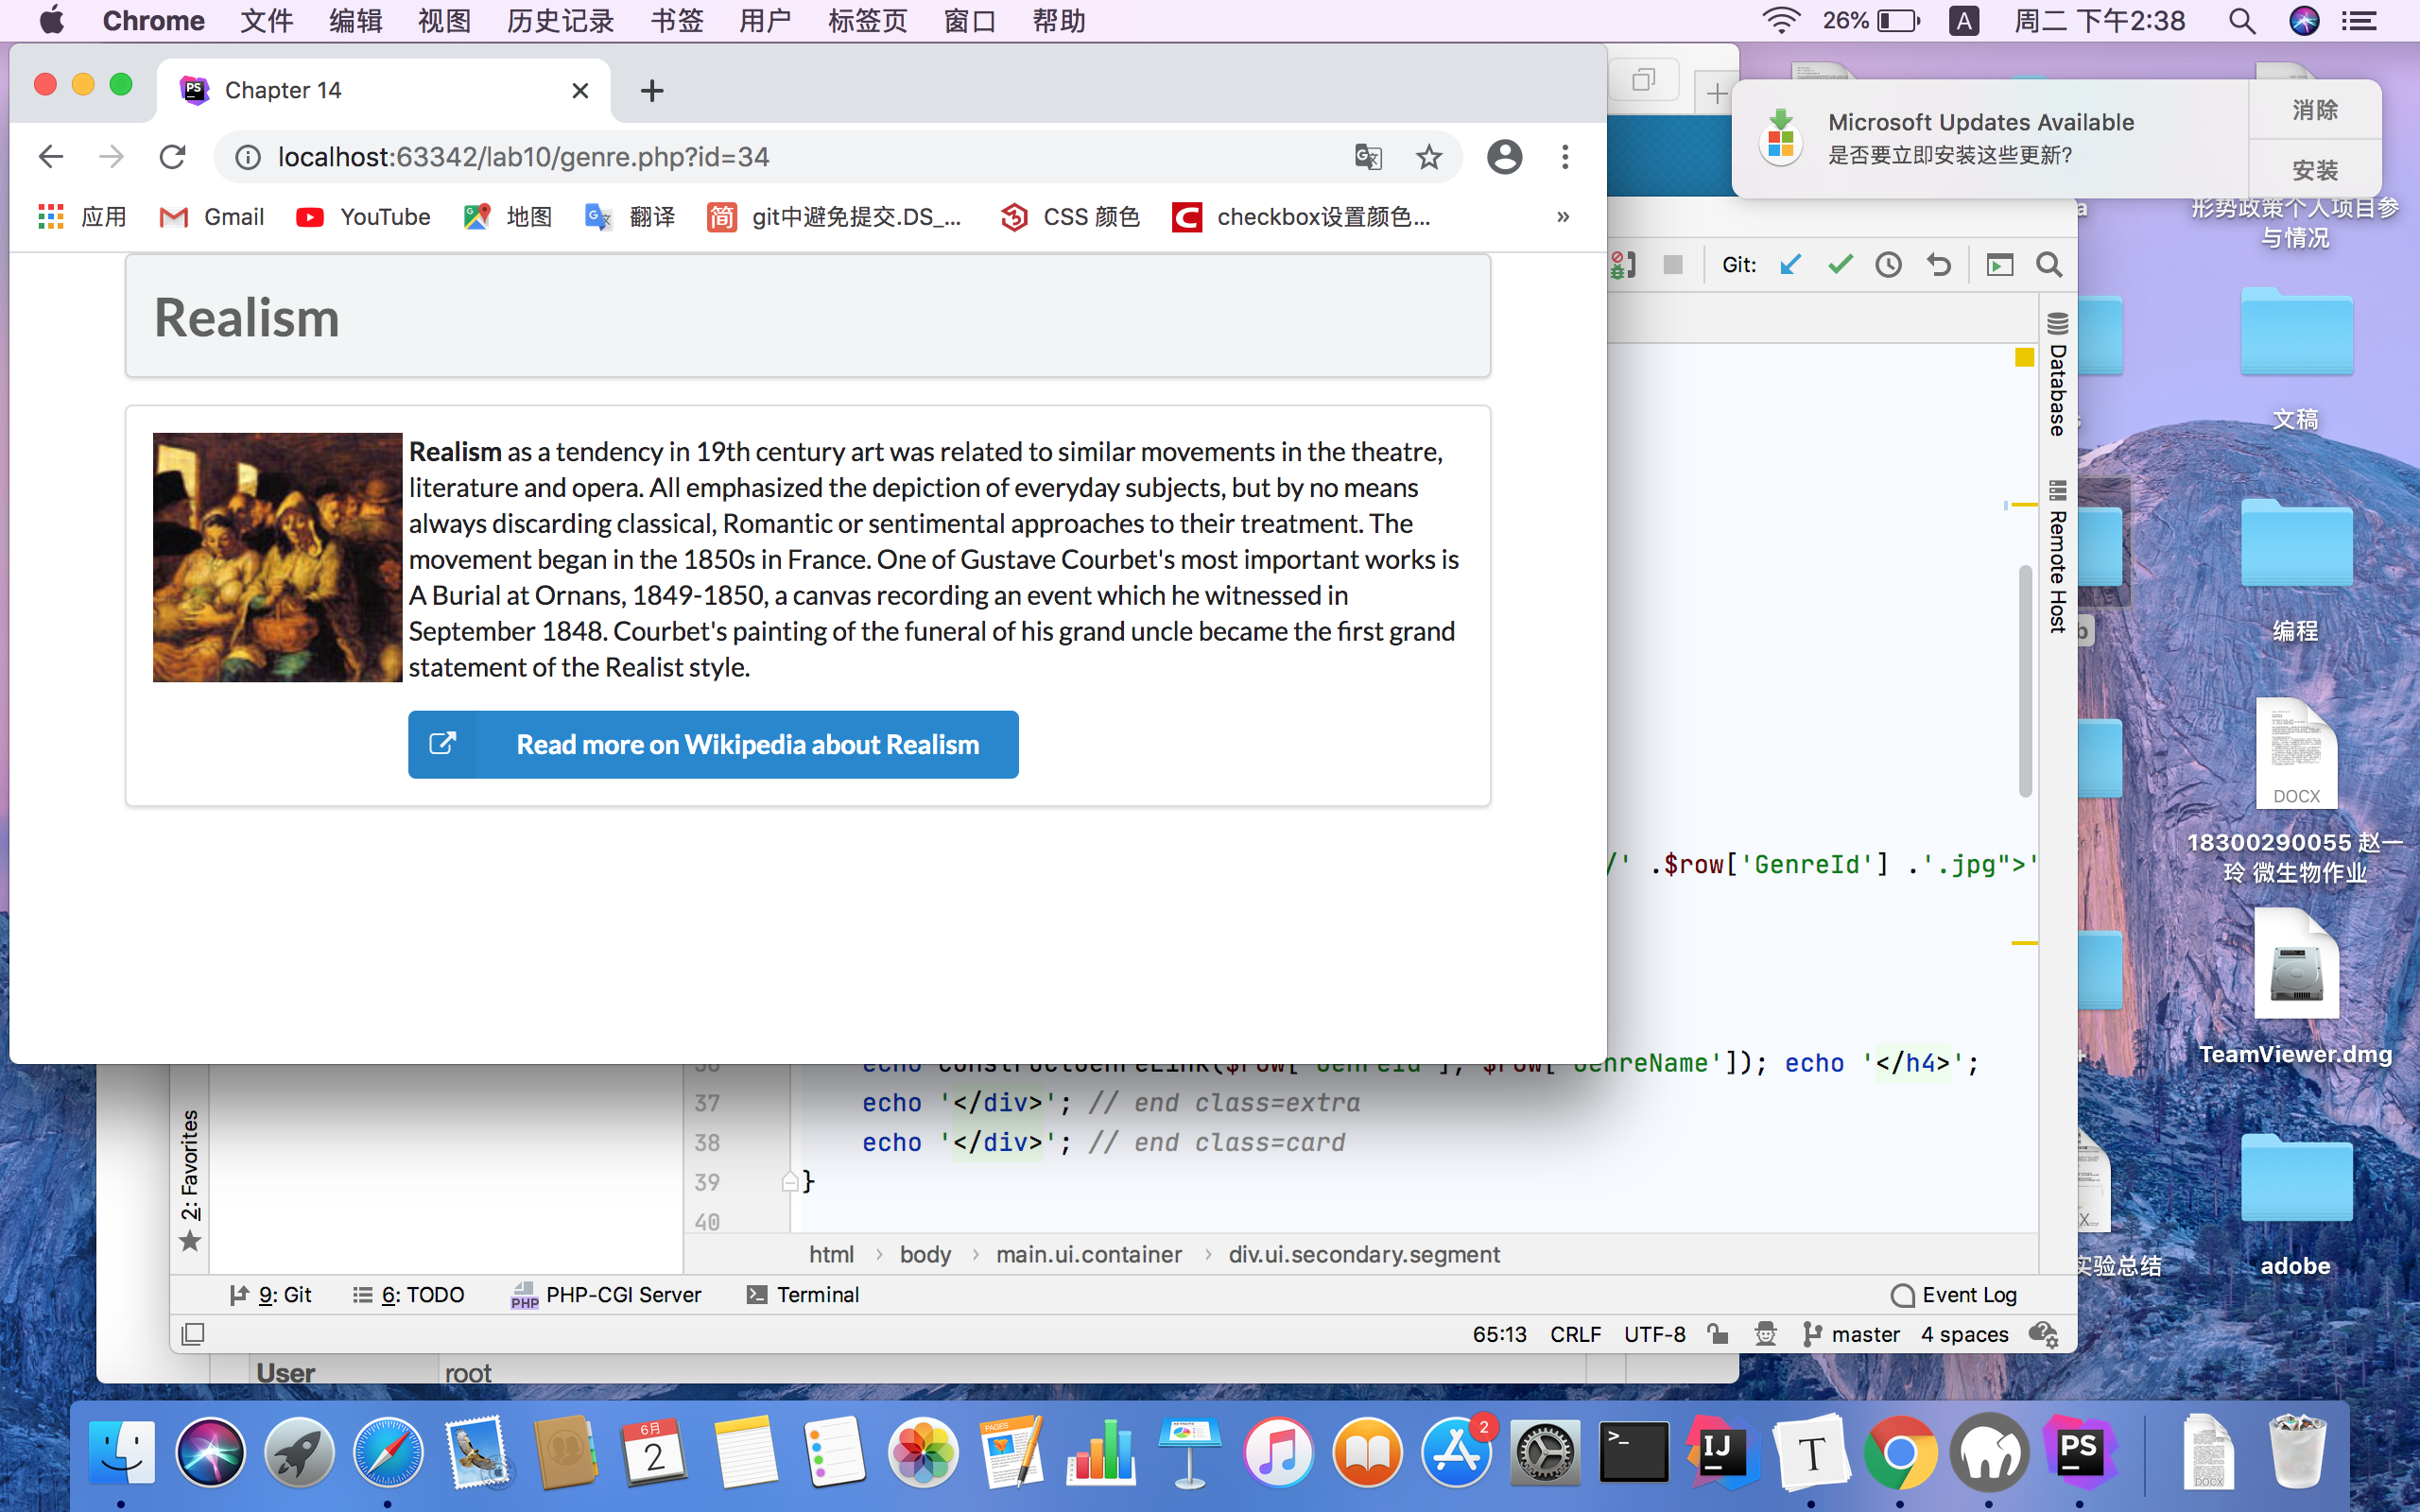 Chrome 文件 编辑 视图 历史记录 书签 用户 标签页 窗口 帮助 26% A 周二 下午2:38
PS Chapter 14
Microsoft Updates Available
是否要立即安装这些更新?
消除
安装
localhost:63342/lab10/genre.php?id=34
应用 Gmail YouTube 地图 翻译 简 git中避免提交.DS_... CSS 颜色 checkbox设置颜色... »
形势政策个人项目参
与情况
Git:
Realism
Database
Remote Host
文稿
Realism as a tendency in 19th century art was related to similar movements in the theatre,
literature and opera. All emphasized the depiction of everyday subjects, but by no means
always discarding classical, Romantic or sentimental approaches to their treatment. The
movement began in the 1850s in France. One of Gustave Courbet's most important works is
A Burial at Ornans, 1849-1850, a canvas recording an event which he witnessed in
September 1848. Courbet's painting of the funeral of his grand uncle became the first grand
statement of the Realist style.
编程
Read more on Wikipedia about Realism
DOCX
18300290055 赵一
玲 微生物作业
/' .$row['GenreId'] .'.jpg">'
TeamViewer.dmg
36 echo constructGenreLink($row['GenreId'], $row['GenreName']); echo '</h4>';
37 echo '</div>'; // end class=extra
38 echo '</div>'; // end class=card
39 }
40
2: Favorites
html › body › main.ui.container › div.ui.secondary.segment
实验总结
adobe
9: Git 6: TODO PHP PHP-CGI Server Terminal Event Log
65:13 CRLF UTF-8 master 4 spaces
User root
6月
2
PAGES
2
IJ
T
PS
DOCX